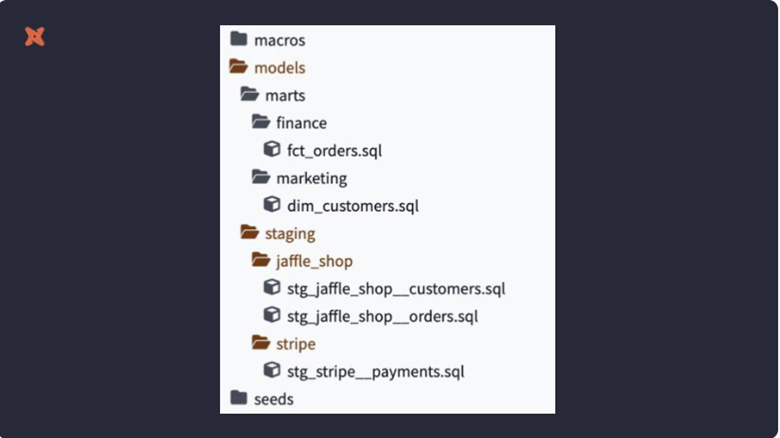 macros
models
marts
finance
fct_orders.sql
marketing
dim_customers.sql
staging
jaffle_shop
stg_jaffle_shop__customers.sql
stg_jaffle_shop__orders.sql
stripe
stg_stripe__payments.sql
seeds